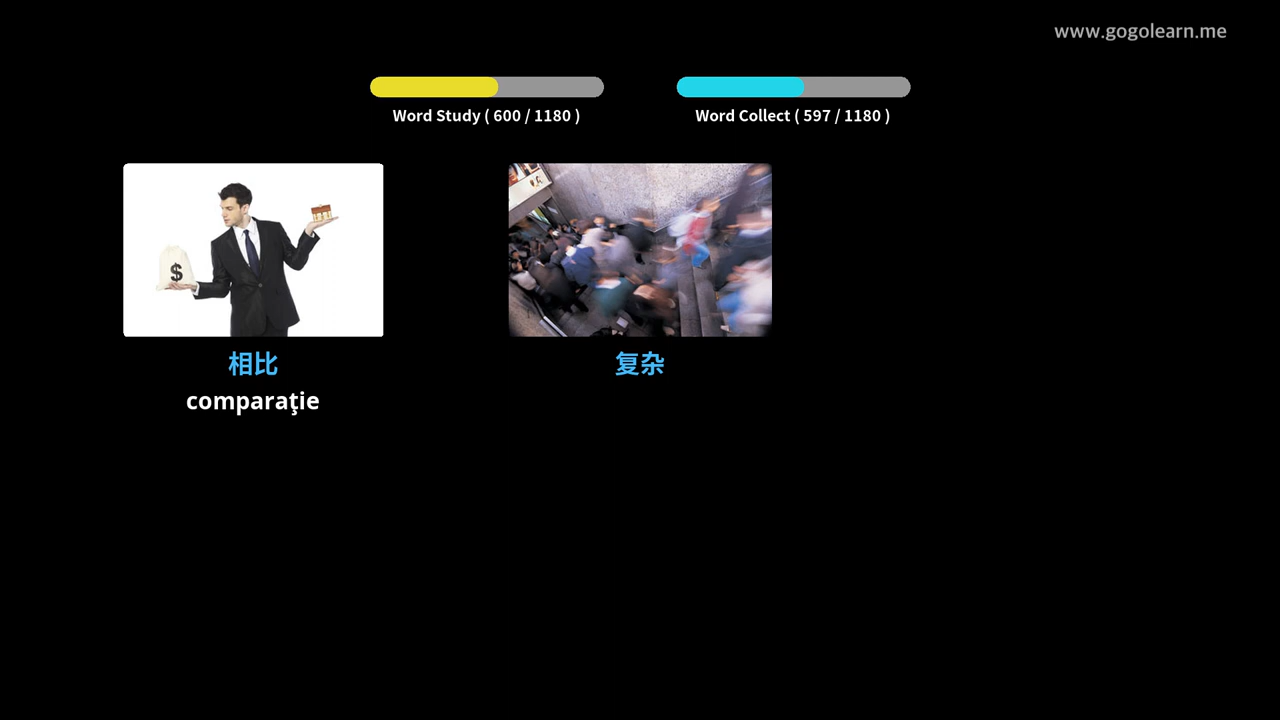 www.gogolearn.me
Word Study ( 600 / 1180 )
Word Collect ( 597 / 1180 )
$
相比
复杂
comparaţie